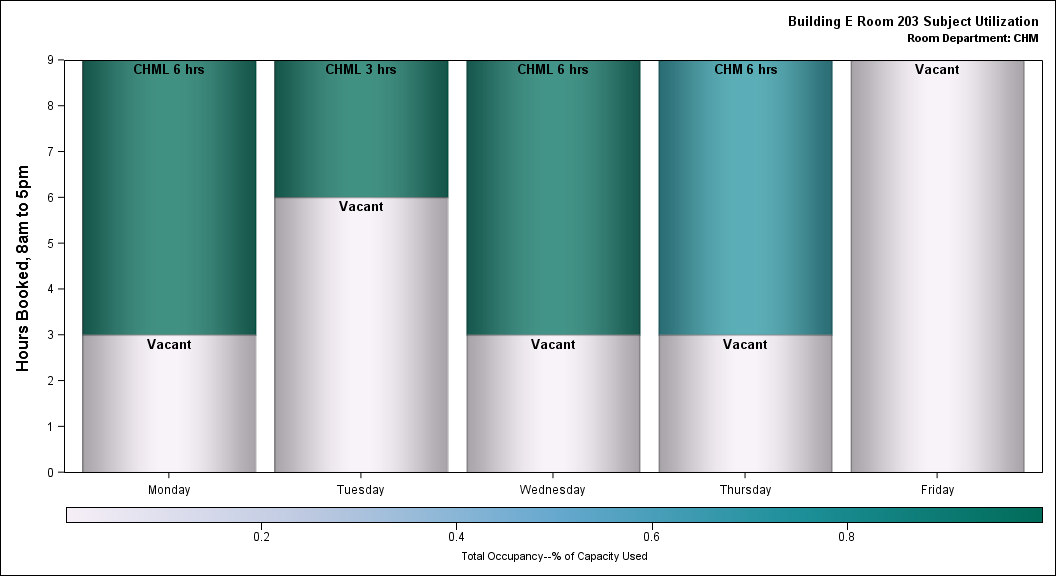 Building E Room 203 Subject Utilization
Room Department: CHM
Hours Booked, 8am to 5pm
9
8
7
6
5
4
3
2
1
0
CHML 6 hrs
CHML 3 hrs
CHML 6 hrs
CHM 6 hrs
Vacant
Vacant
Vacant
Vacant
Vacant
Monday
Tuesday
Wednesday
Thursday
Friday
0.2
0.4
0.6
0.8
Total Occupancy--% of Capacity Used